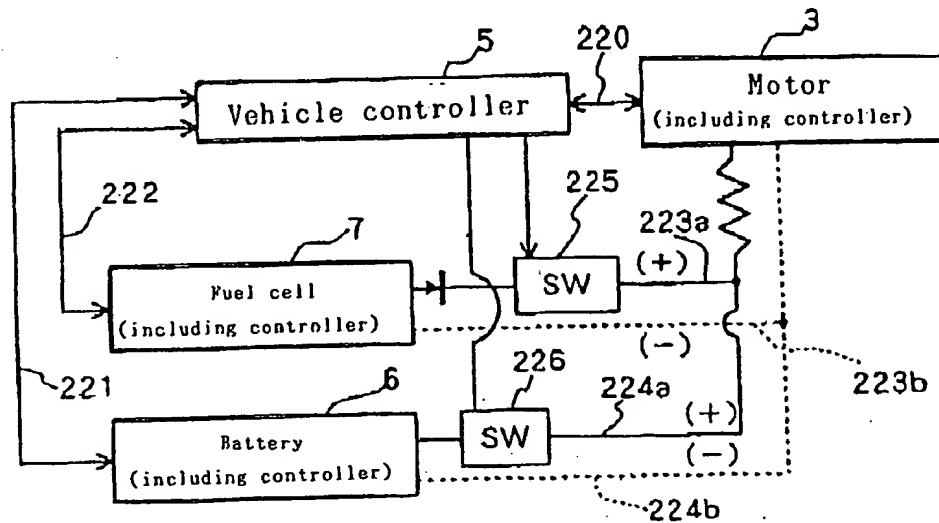 3
5
220
Vehicle controller
Motor
(including controller)
222
225
223a
7
(+)
SW
Fuel cell
(including controller)
(-)
221
6
226
224a
223b
Battery
(including controller)
SW
(+)
(-)
224b